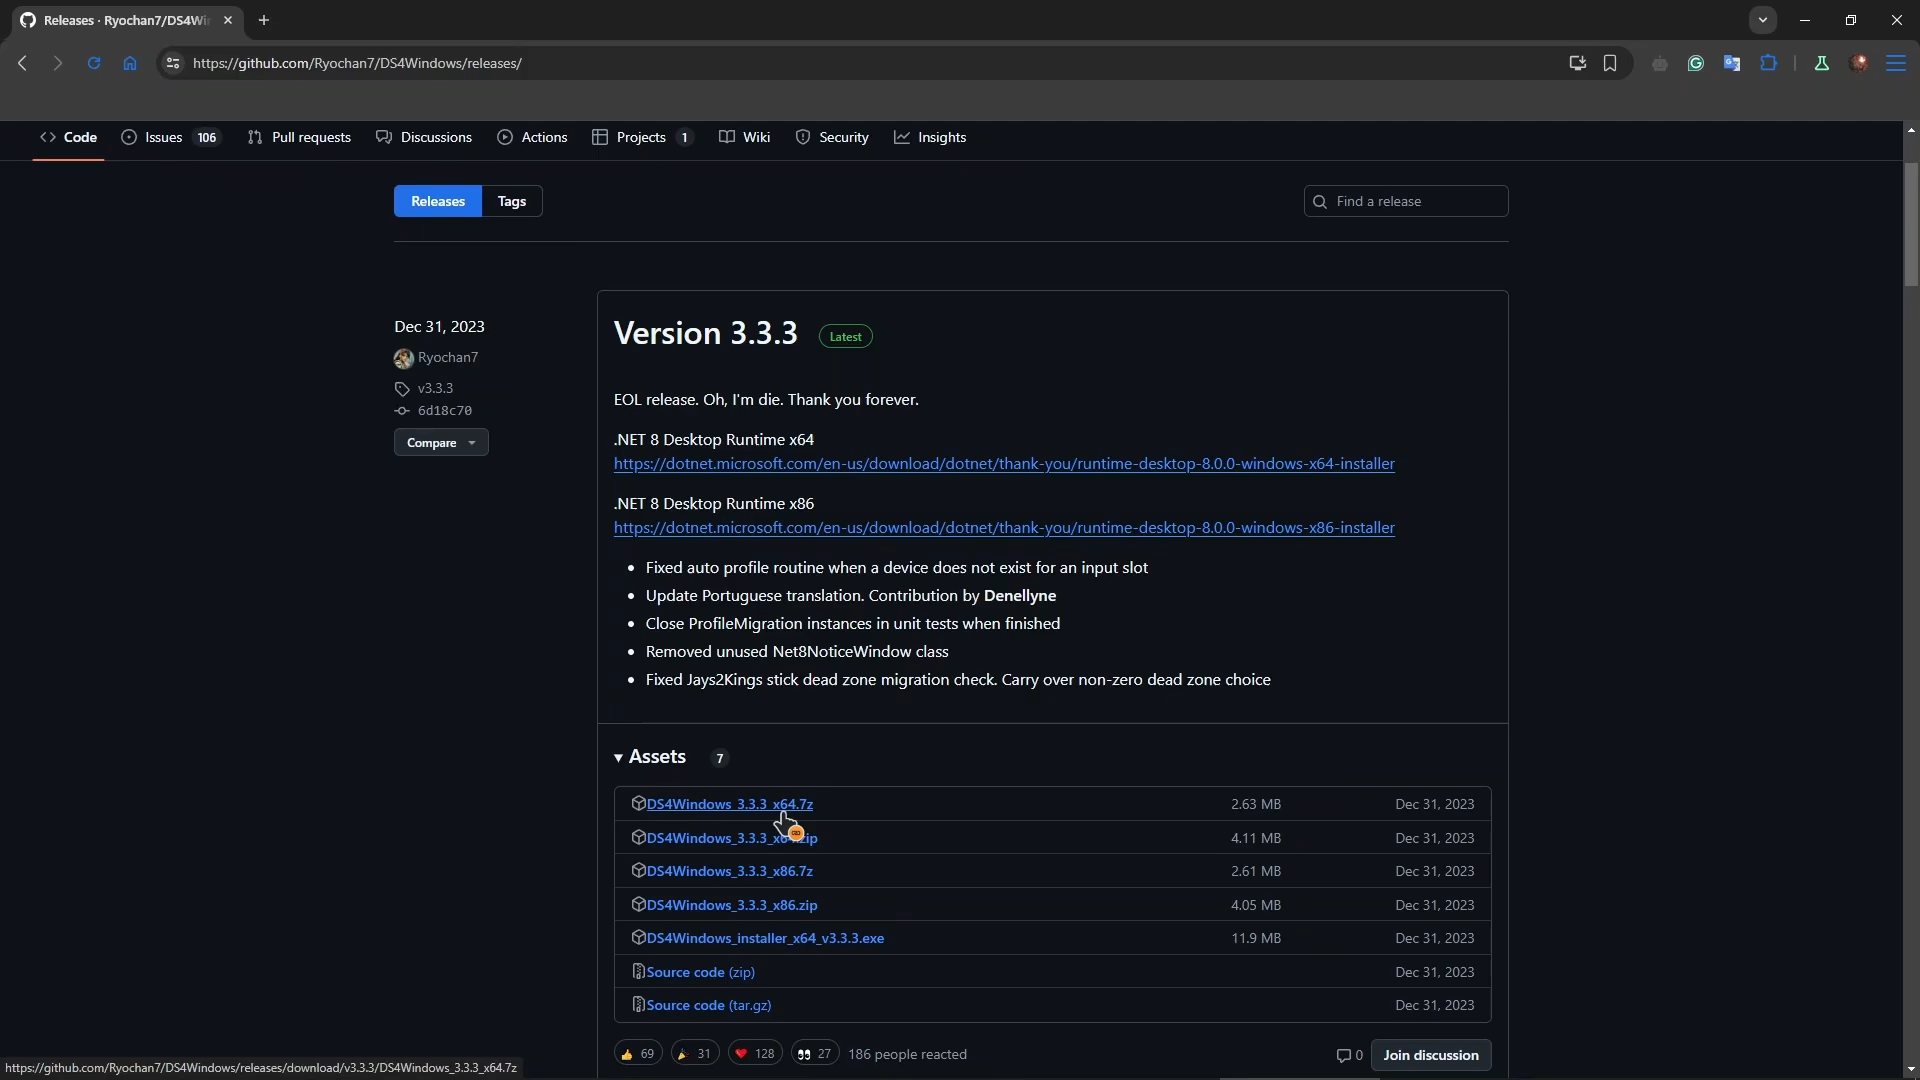 Releases · Ryochan7/DS4Wi
https://github.com/Ryochan7/DS4Windows/releases/
Code
Issues 106
Pull requests
Discussions
Actions
Projects 1
Wiki
Security
Insights
Releases
Tags
Find a release
Dec 31, 2023
Ryochan7
v3.3.3
6d18c70
Compare
Version 3.3.3 Latest
EOL release. Oh, I'm die. Thank you forever.
.NET 8 Desktop Runtime x64
https://dotnet.microsoft.com/en-us/download/dotnet/thank-you/runtime-desktop-8.0.0-windows-x64-installer
.NET 8 Desktop Runtime x86
https://dotnet.microsoft.com/en-us/download/dotnet/thank-you/runtime-desktop-8.0.0-windows-x86-installer
Fixed auto profile routine when a device does not exist for an input slot
Update Portuguese translation. Contribution by Denellyne
Close ProfileMigration instances in unit tests when finished
Removed unused Net8NoticeWindow class
Fixed Jays2Kings stick dead zone migration check. Carry over non-zero dead zone choice
Assets 7
DS4Windows_3.3.3_x64.7z 2.63 MB Dec 31, 2023
DS4Windows_3.3.3_x64.zip 4.11 MB Dec 31, 2023
DS4Windows_3.3.3_x86.7z 2.61 MB Dec 31, 2023
DS4Windows_3.3.3_x86.zip 4.05 MB Dec 31, 2023
DS4Windows_installer_x64_v3.3.3.exe 11.9 MB Dec 31, 2023
Source code (zip) Dec 31, 2023
Source code (tar.gz) Dec 31, 2023
69 31 128 27 186 people reacted
0 Join discussion
https://github.com/Ryochan7/DS4Windows/releases/download/v3.3.3/DS4Windows_3.3.3_x64.7z